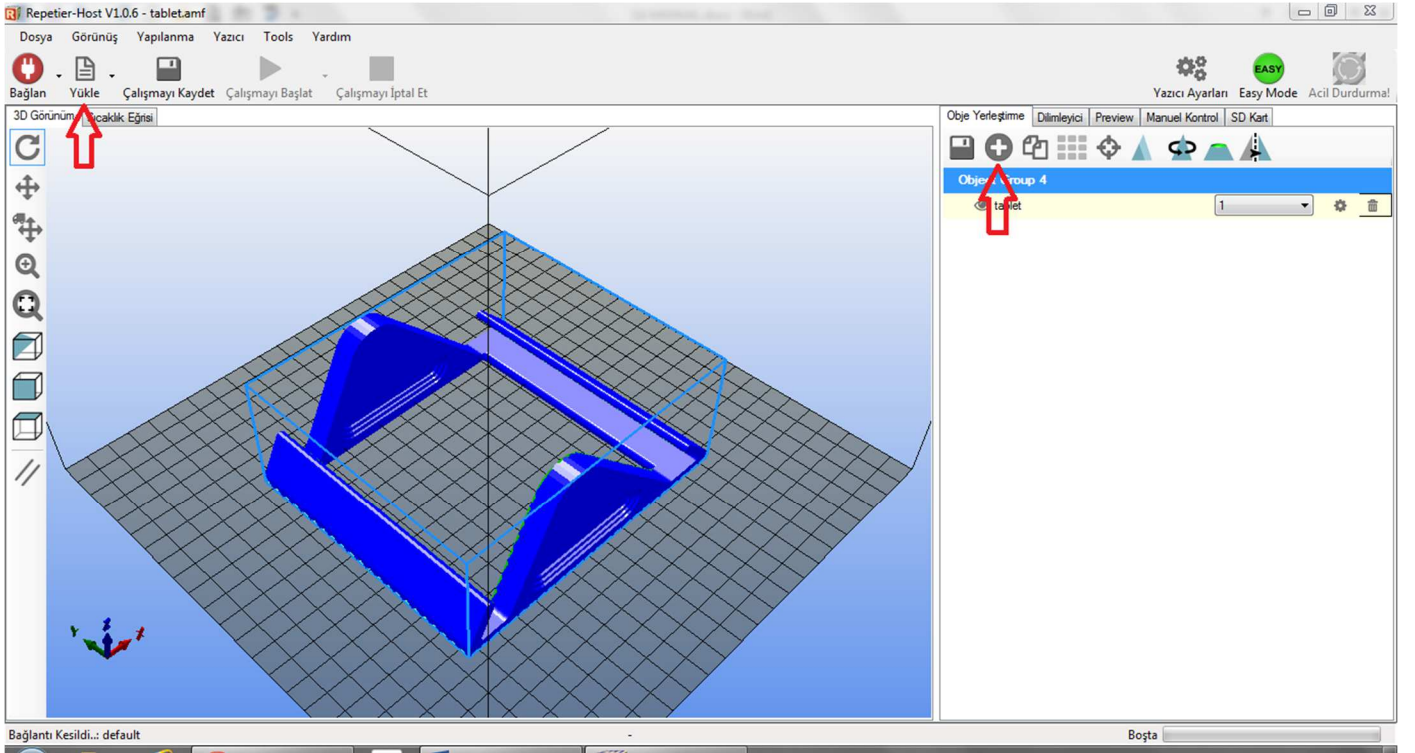 Repetier-Host V1.0.6 - tablet.amf
Dosya Görünüş Yapılanma Yazıcı Tools Yardım
Bağlan Yükle Çalışmayı Kaydet Çalışmayı Başlat Çalışmayı İptal Et EASY Yazıcı Ayarları Easy Mode Acil Durdurma!
3D Görünüm Sıcaklık Eğrisi Obje Yerleştirme Dilimleyici Preview Manuel Kontrol SD Kart
Object Group 4
tablet 1
Y Z X
Bağlantı Kesildi..: default - Boşta